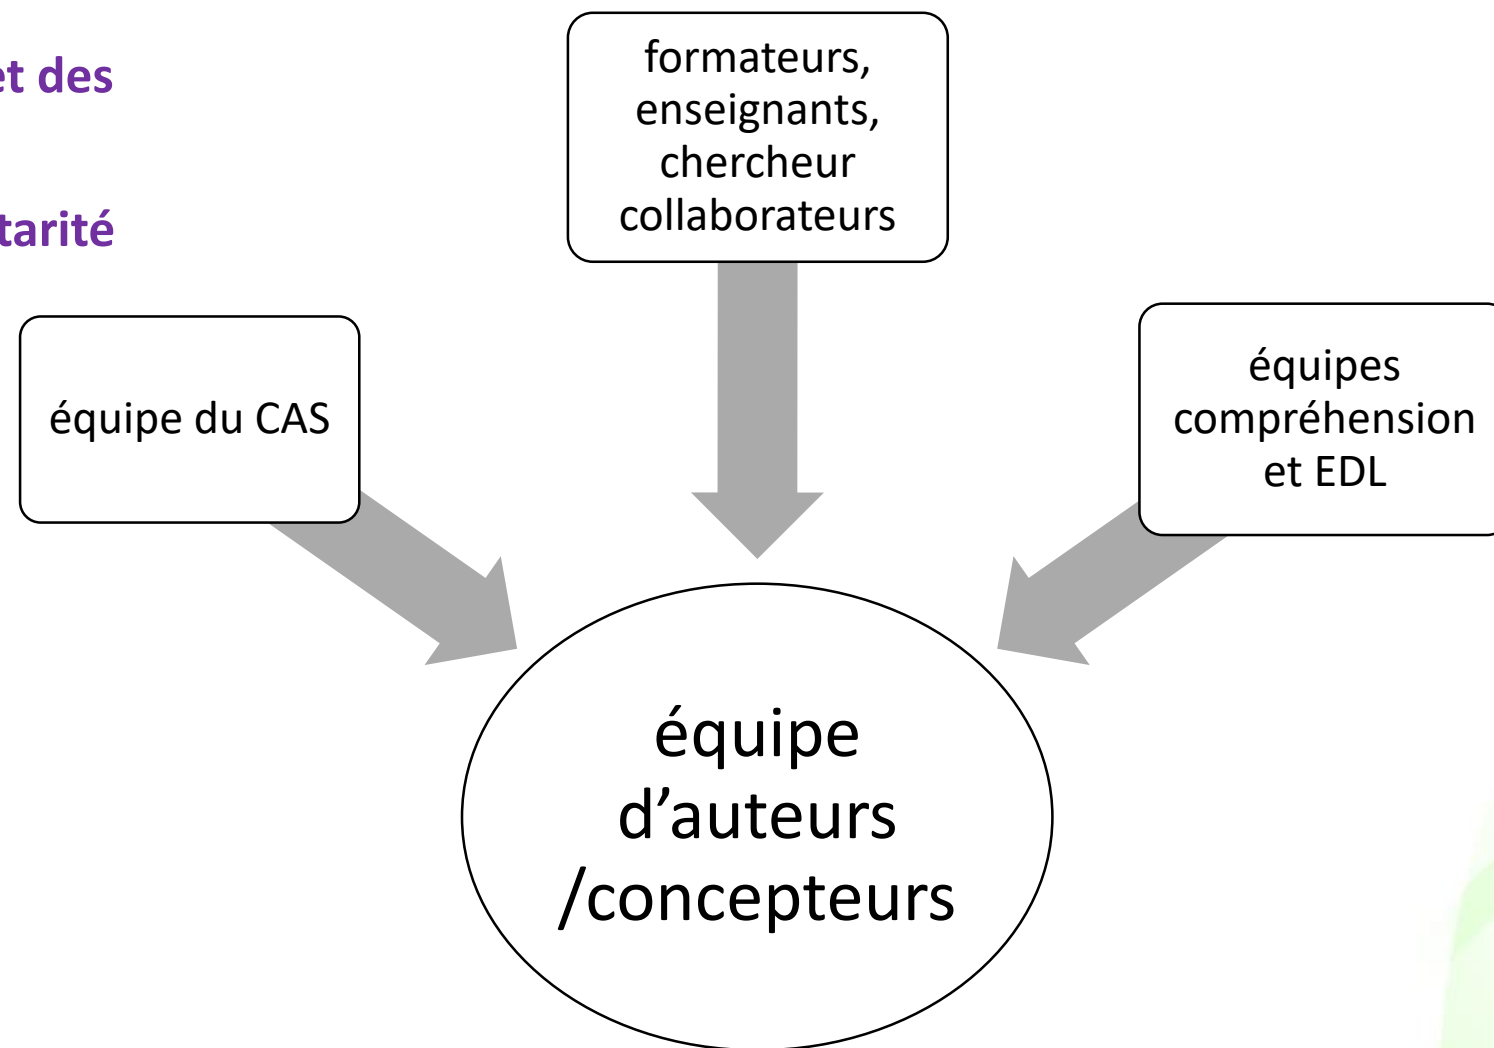 et des
tarité
formateurs,
enseignants,
chercheur
collaborateurs
équipe du CAS
équipes
compréhension
et EDL
équipe
d’auteurs
/concepteurs